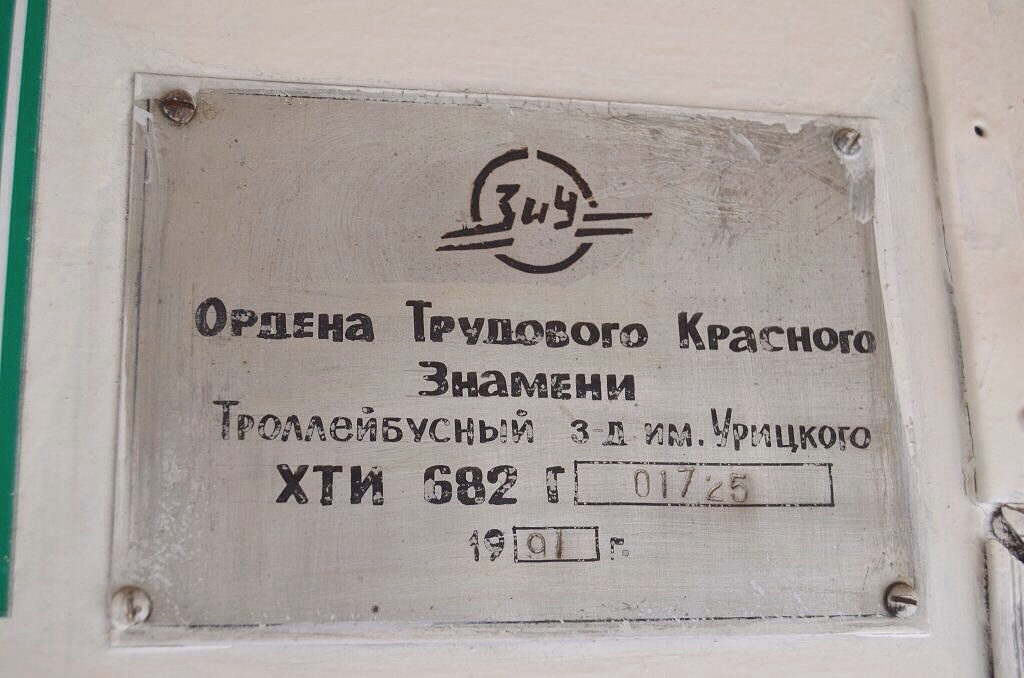 ЗиУ
Ордена Трудового Красного
Знамени
Троллейбусный з-д им. Урицкого
ХТИ 682 Г 01725
1991 г.